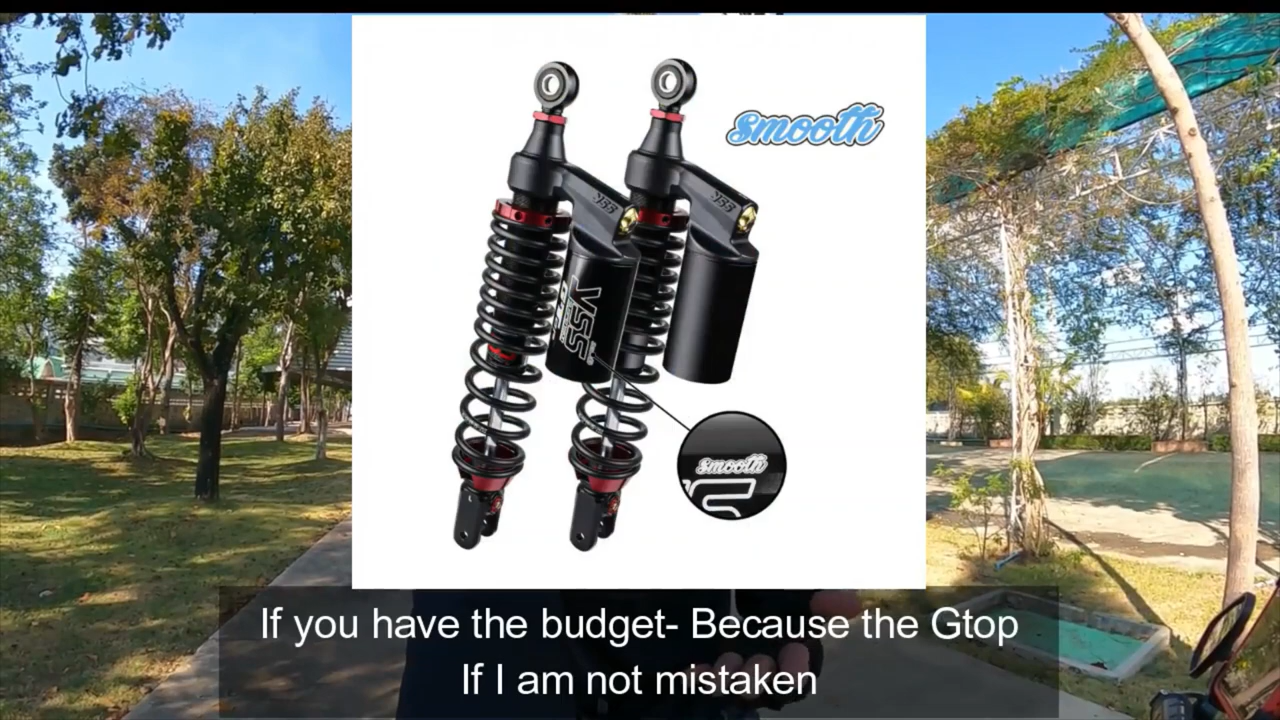 smooth
YSS
YSS
YSS
smooth
If you have the budget- Because the Gtop
If I am not mistaken